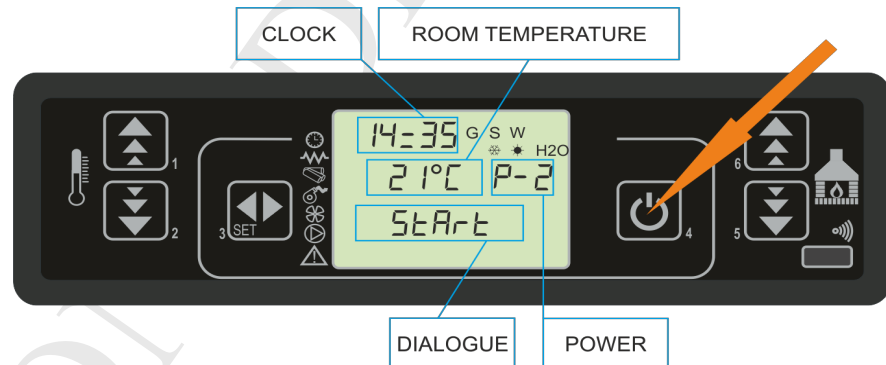 CLOCK
ROOM TEMPERATURE
14=35 G S W
H2O
21°C P-2
StArt
1
2
3
SET
4
6
5
DIALOGUE
POWER